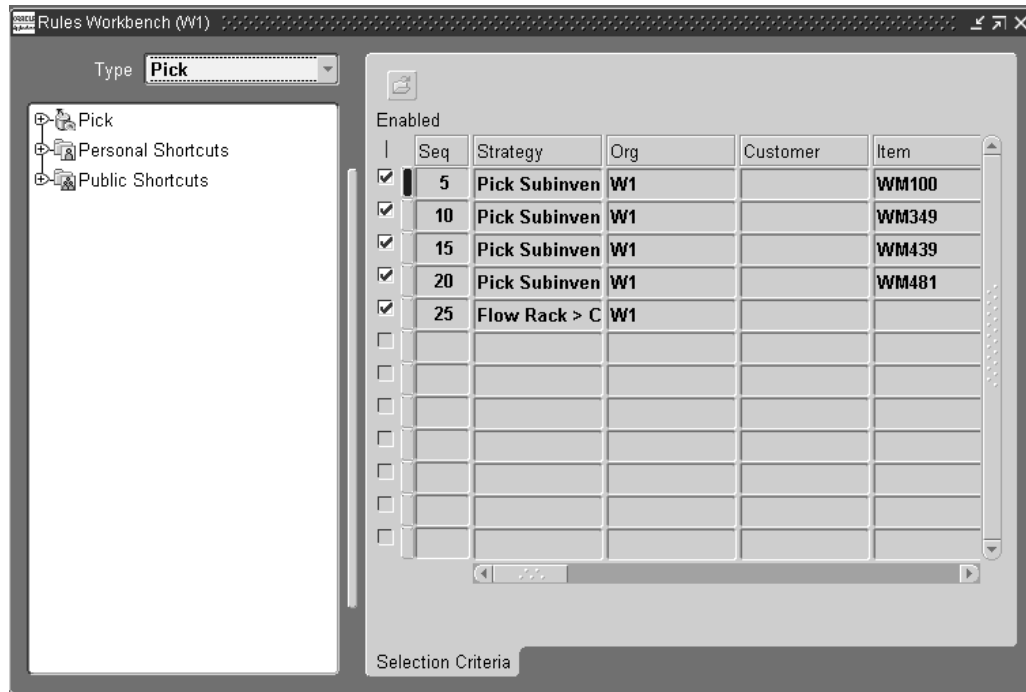 Rules Workbench (W1)
Type Pick
Pick
Personal Shortcuts
Public Shortcuts
Enabled
Seq Strategy Org Customer Item
5 Pick Subinven W1 WM100
10 Pick Subinven W1 WM349
15 Pick Subinven W1 WM439
20 Pick Subinven W1 WM481
25 Flow Rack > C W1
Selection Criteria